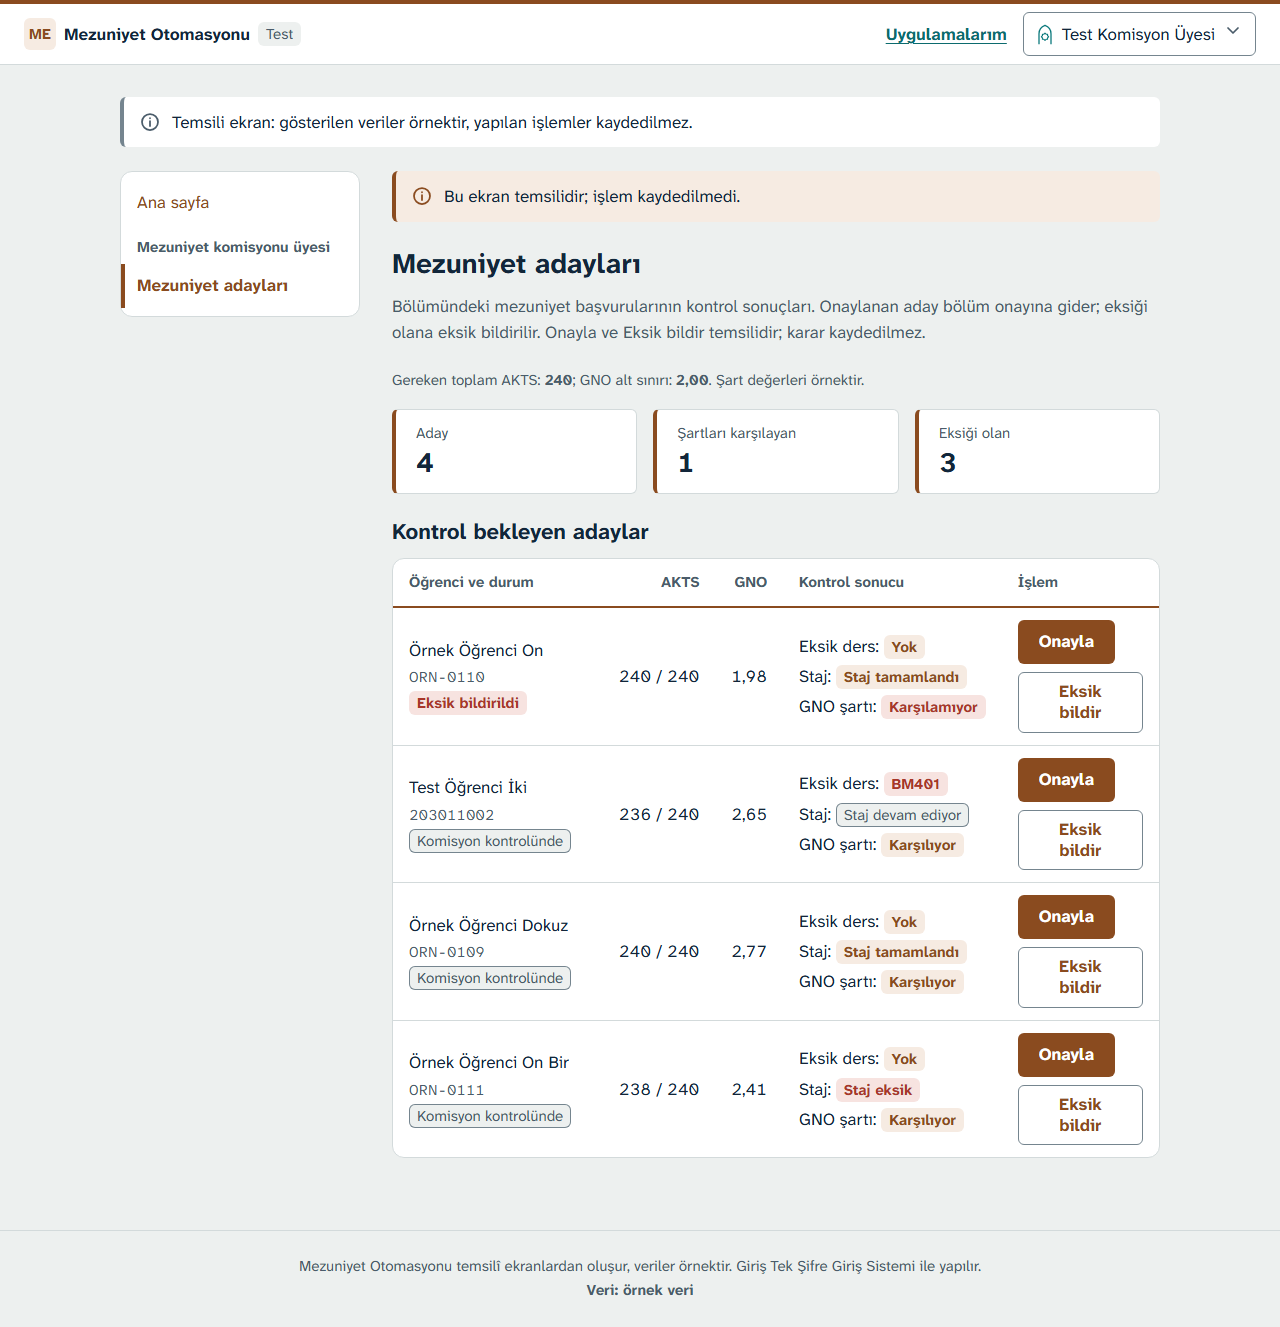 ME Mezuniyet Otomasyonu Test
Uygulamalarım
Test Komisyon Üyesi
Temsili ekran: gösterilen veriler örnektir, yapılan işlemler kaydedilmez.
Ana sayfa
Mezuniyet komisyonu üyesi
Mezuniyet adayları
Bu ekran temsilidir; işlem kaydedilmedi.
Mezuniyet adayları
Bölümündeki mezuniyet başvurularının kontrol sonuçları. Onaylanan aday bölüm onayına gider; eksiği
olana eksik bildirilir. Onayla ve Eksik bildir temsilidir; karar kaydedilmez.
Gereken toplam AKTS: 240; GNO alt sınırı: 2,00. Şart değerleri örnektir.
Aday
4
Şartları karşılayan
1
Eksiği olan
3
Kontrol bekleyen adaylar
Öğrenci ve durum AKTS GNO Kontrol sonucu İşlem
Örnek Öğrenci On
ORN-0110
Eksik bildirildi
240 / 240
1,98
Eksik ders: Yok
Staj: Staj tamamlandı
GNO şartı: Karşılamıyor
Onayla
Eksik
bildir
Test Öğrenci İki
203011002
Komisyon kontrolünde
236 / 240
2,65
Eksik ders: BM401
Staj: Staj devam ediyor
GNO şartı: Karşılıyor
Onayla
Eksik
bildir
Örnek Öğrenci Dokuz
ORN-0109
Komisyon kontrolünde
240 / 240
2,77
Eksik ders: Yok
Staj: Staj tamamlandı
GNO şartı: Karşılıyor
Onayla
Eksik
bildir
Örnek Öğrenci On Bir
ORN-0111
Komisyon kontrolünde
238 / 240
2,41
Eksik ders: Yok
Staj: Staj eksik
GNO şartı: Karşılıyor
Onayla
Eksik
bildir
Mezuniyet Otomasyonu temsilî ekranlardan oluşur, veriler örnektir. Giriş Tek Şifre Giriş Sistemi ile yapılır.
Veri: örnek veri